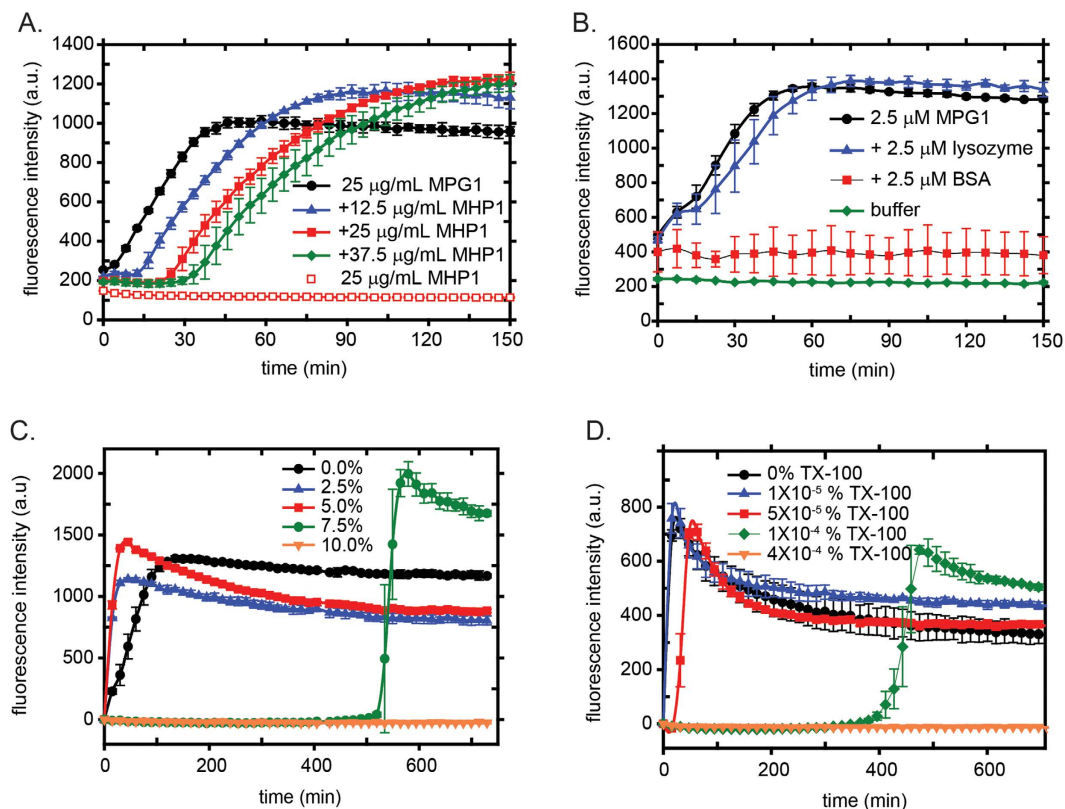 A.
1400
1200
1000
800
600
400
200
0
fluorescence intensity (a.u.)
25 μg/mL MPG1
+12.5 μg/mL MHP1
+25 μg/mL MHP1
+37.5 μg/mL MHP1
25 μg/mL MHP1
0 30 60 90 120 150
time (min)
B.
1600
1400
1200
1000
800
600
400
200
0
fluorescence intensity (a.u.)
2.5 μM MPG1
+ 2.5 μM lysozyme
+ 2.5 μM BSA
buffer
0 30 60 90 120 150
time (min)
C.
2000
1500
1000
500
0
fluorescence intensity (a.u)
0.0%
2.5%
5.0%
7.5%
10.0%
0 200 400 600
time (min)
D.
800
600
400
200
0
fluorescence intensity (a.u.)
0% TX-100
1X10⁻⁵ % TX-100
5X10⁻⁵ % TX-100
1X10⁻⁴ % TX-100
4X10⁻⁴ % TX-100
0 200 400 600
time (min)